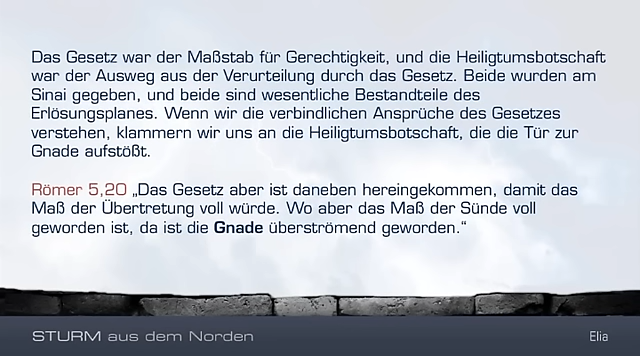 Das Gesetz war der Maßstab für Gerechtigkeit, und die Heiligtumsbotschaft
war der Ausweg aus der Verurteilung durch das Gesetz. Beide wurden am
Sinai gegeben, und beide sind wesentliche Bestandteile des
Erlösungsplanes. Wenn wir die verbindlichen Ansprüche des Gesetzes
verstehen, klammern wir uns an die Heiligtumsbotschaft, die die Tür zur
Gnade aufstößt.
Römer 5,20 „Das Gesetz aber ist daneben hereingekommen, damit das
Maß der Übertretung voll würde. Wo aber das Maß der Sünde voll
geworden ist, da ist die Gnade überströmend geworden.“
STURM aus dem Norden
Elia